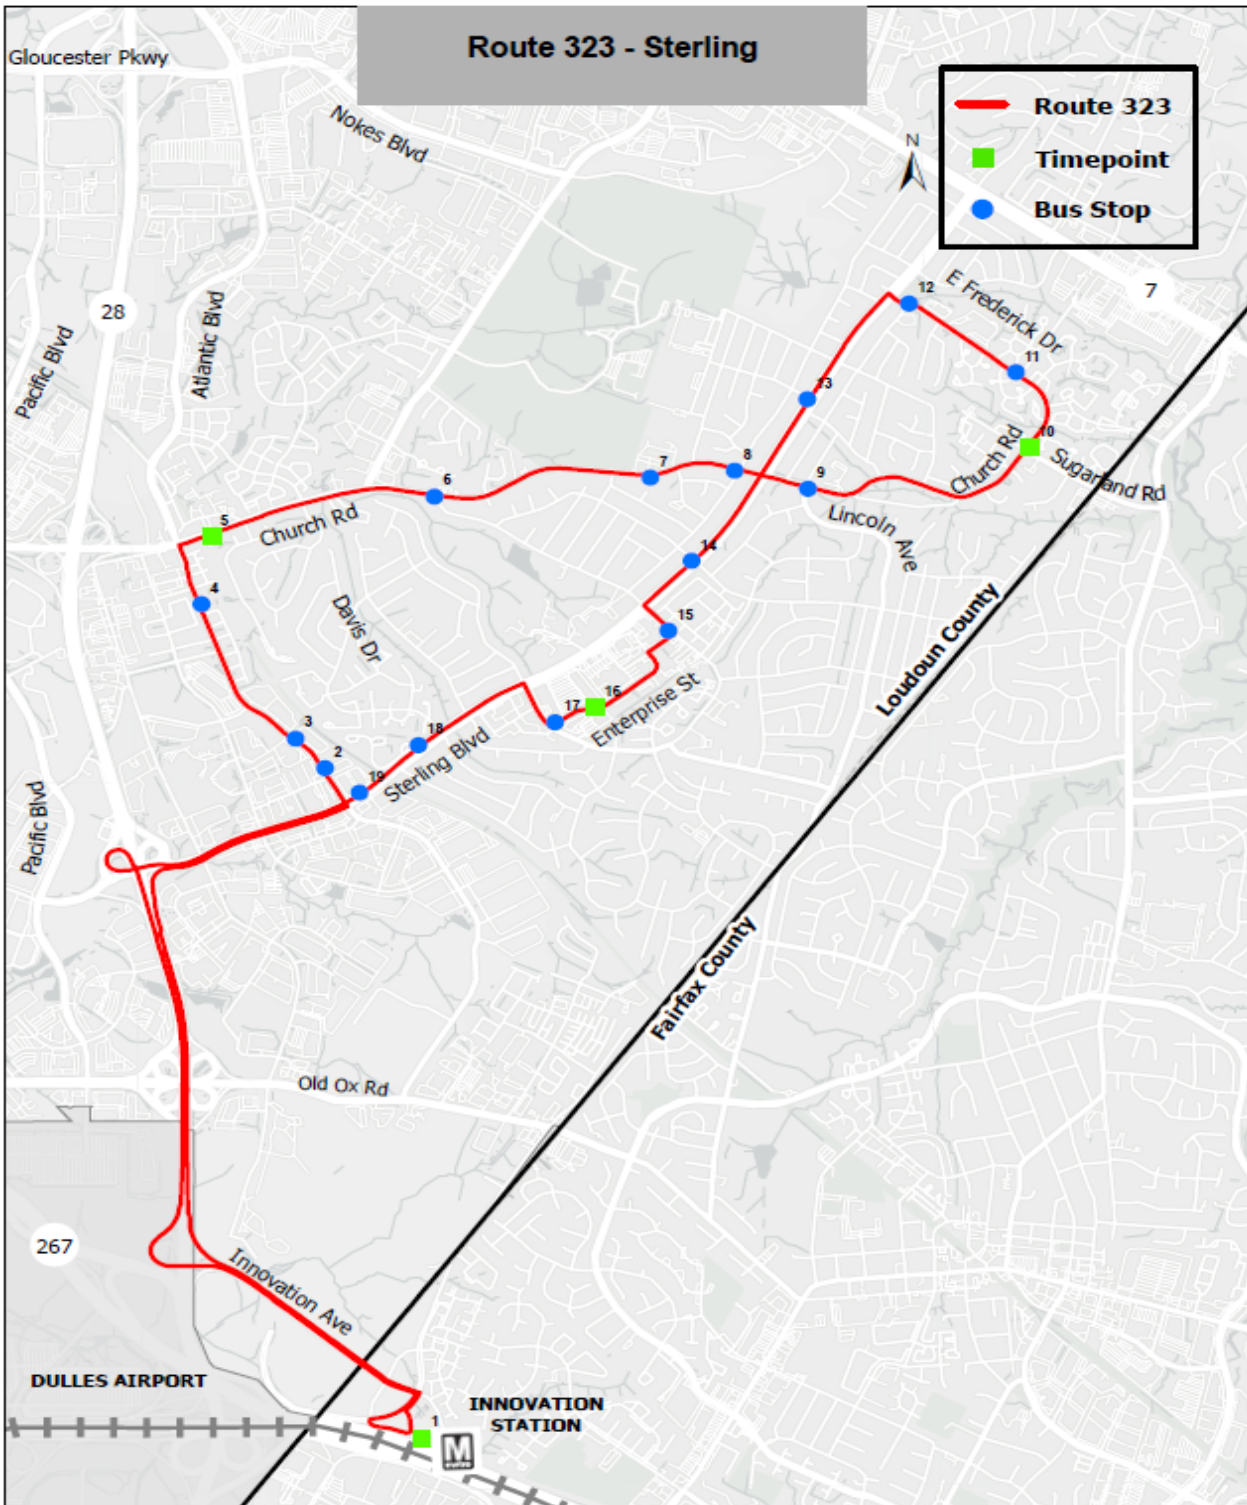 Route 323 - Sterling
Gloucester Pkwy
Nokes Blvd
Route 323
Timepoint
Bus Stop
N
7
28
Pacific Blvd
Atlantic Blvd
12
E Frederick Dr
11
13
10
Church Rd
Sugarland Rd
8
7
9
6
Lincoln Ave
5
Church Rd
14
4
Davis Dr
15
Loudoun County
16
17
Enterprise St
18
3
2
19
Sterling Blvd
Pacific Blvd
Fairfax County
Old Ox Rd
267
Innovation Ave
DULLES AIRPORT
INNOVATION
STATION
1
M